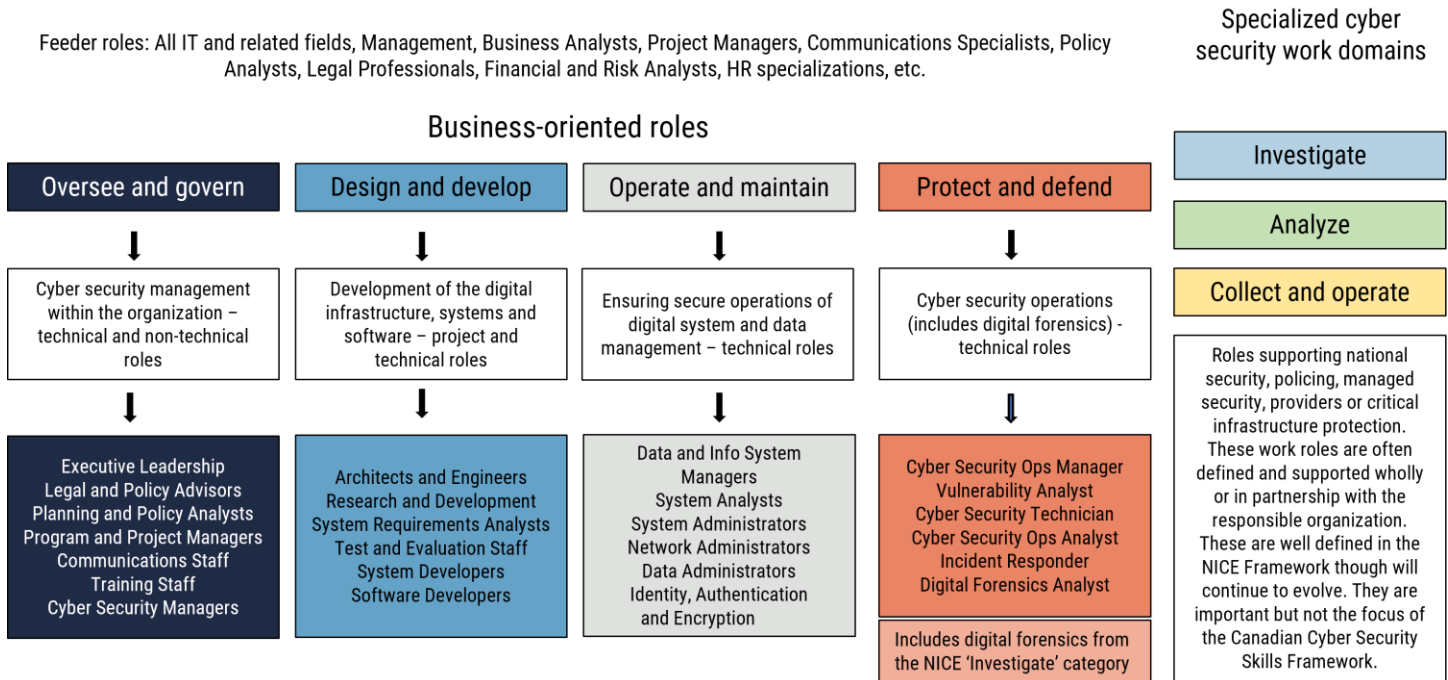 Feeder roles: All IT and related fields, Management, Business Analysts, Project Managers, Communications Specialists, Policy
Analysts, Legal Professionals, Financial and Risk Analysts, HR specializations, etc.
Specialized cyber
security work domains
Business-oriented roles
Oversee and govern
Cyber security management
within the organization –
technical and non-technical
roles
Executive Leadership
Legal and Policy Advisors
Planning and Policy Analysts
Program and Project Managers
Communications Staff
Training Staff
Cyber Security Managers
Design and develop
Development of the digital
infrastructure, systems and
software – project and
technical roles
Architects and Engineers
Research and Development
System Requirements Analysts
Test and Evaluation Staff
System Developers
Software Developers
Operate and maintain
Ensuring secure operations of
digital system and data
management – technical roles
Data and Info System
Managers
System Analysts
System Administrators
Network Administrators
Data Administrators
Identity, Authentication
and Encryption
Protect and defend
Cyber security operations
(includes digital forensics) -
technical roles
Cyber Security Ops Manager
Vulnerability Analyst
Cyber Security Technician
Cyber Security Ops Analyst
Incident Responder
Digital Forensics Analyst
Includes digital forensics from
the NICE ‘Investigate’ category
Investigate
Analyze
Collect and operate
Roles supporting national
security, policing, managed
security, providers or critical
infrastructure protection.
These work roles are often
defined and supported wholly
or in partnership with the
responsible organization.
These are well defined in the
NICE Framework though will
continue to evolve. They are
important but not the focus of
the Canadian Cyber Security
Skills Framework.